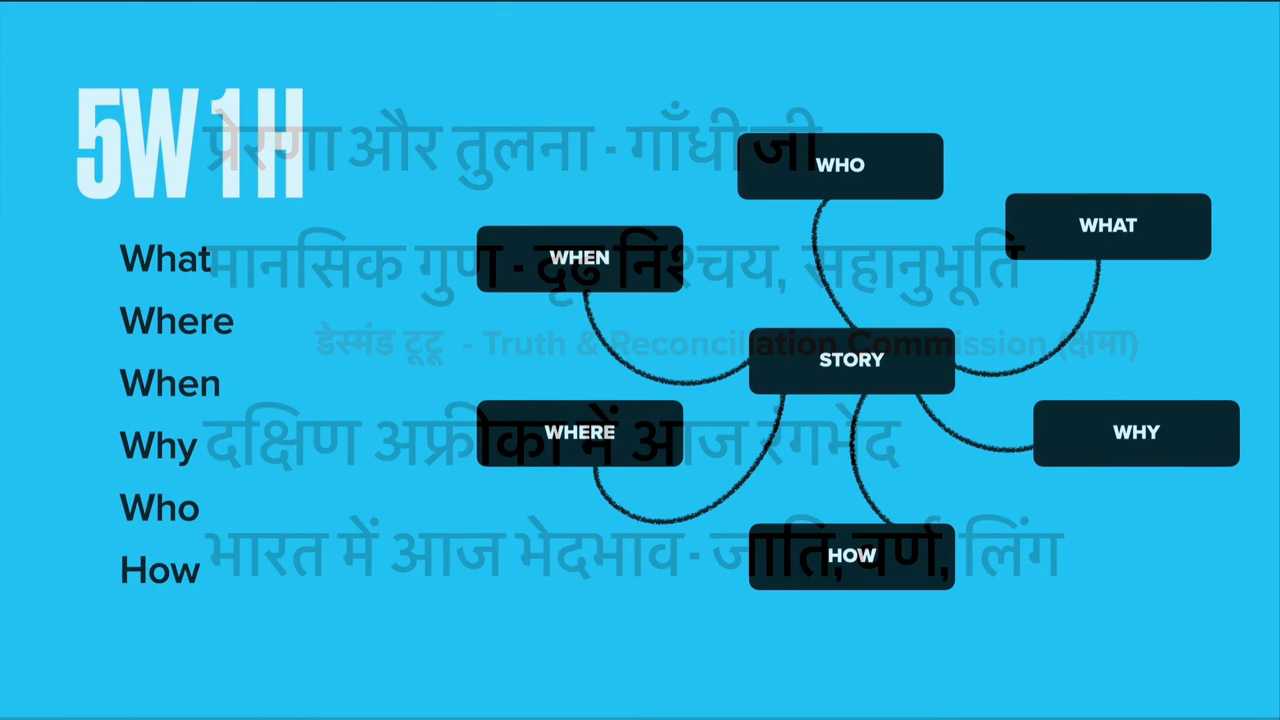 5W1H
प्रेरणा और तुलना - गाँधी जी
WHO
WHAT
What
मानसिक गुण - दृढ़ निश्चय, सहानुभूति
WHEN
Where
डेस्मंड टूटू - Truth & Reconciliation Commission (क्षमा)
STORY
When
Why
दक्षिण अफ्रीका में आज रंगभेद
WHERE
WHY
Who
How
भारत में आज भेदभाव- जाति, वर्ण, लिंग
HOW